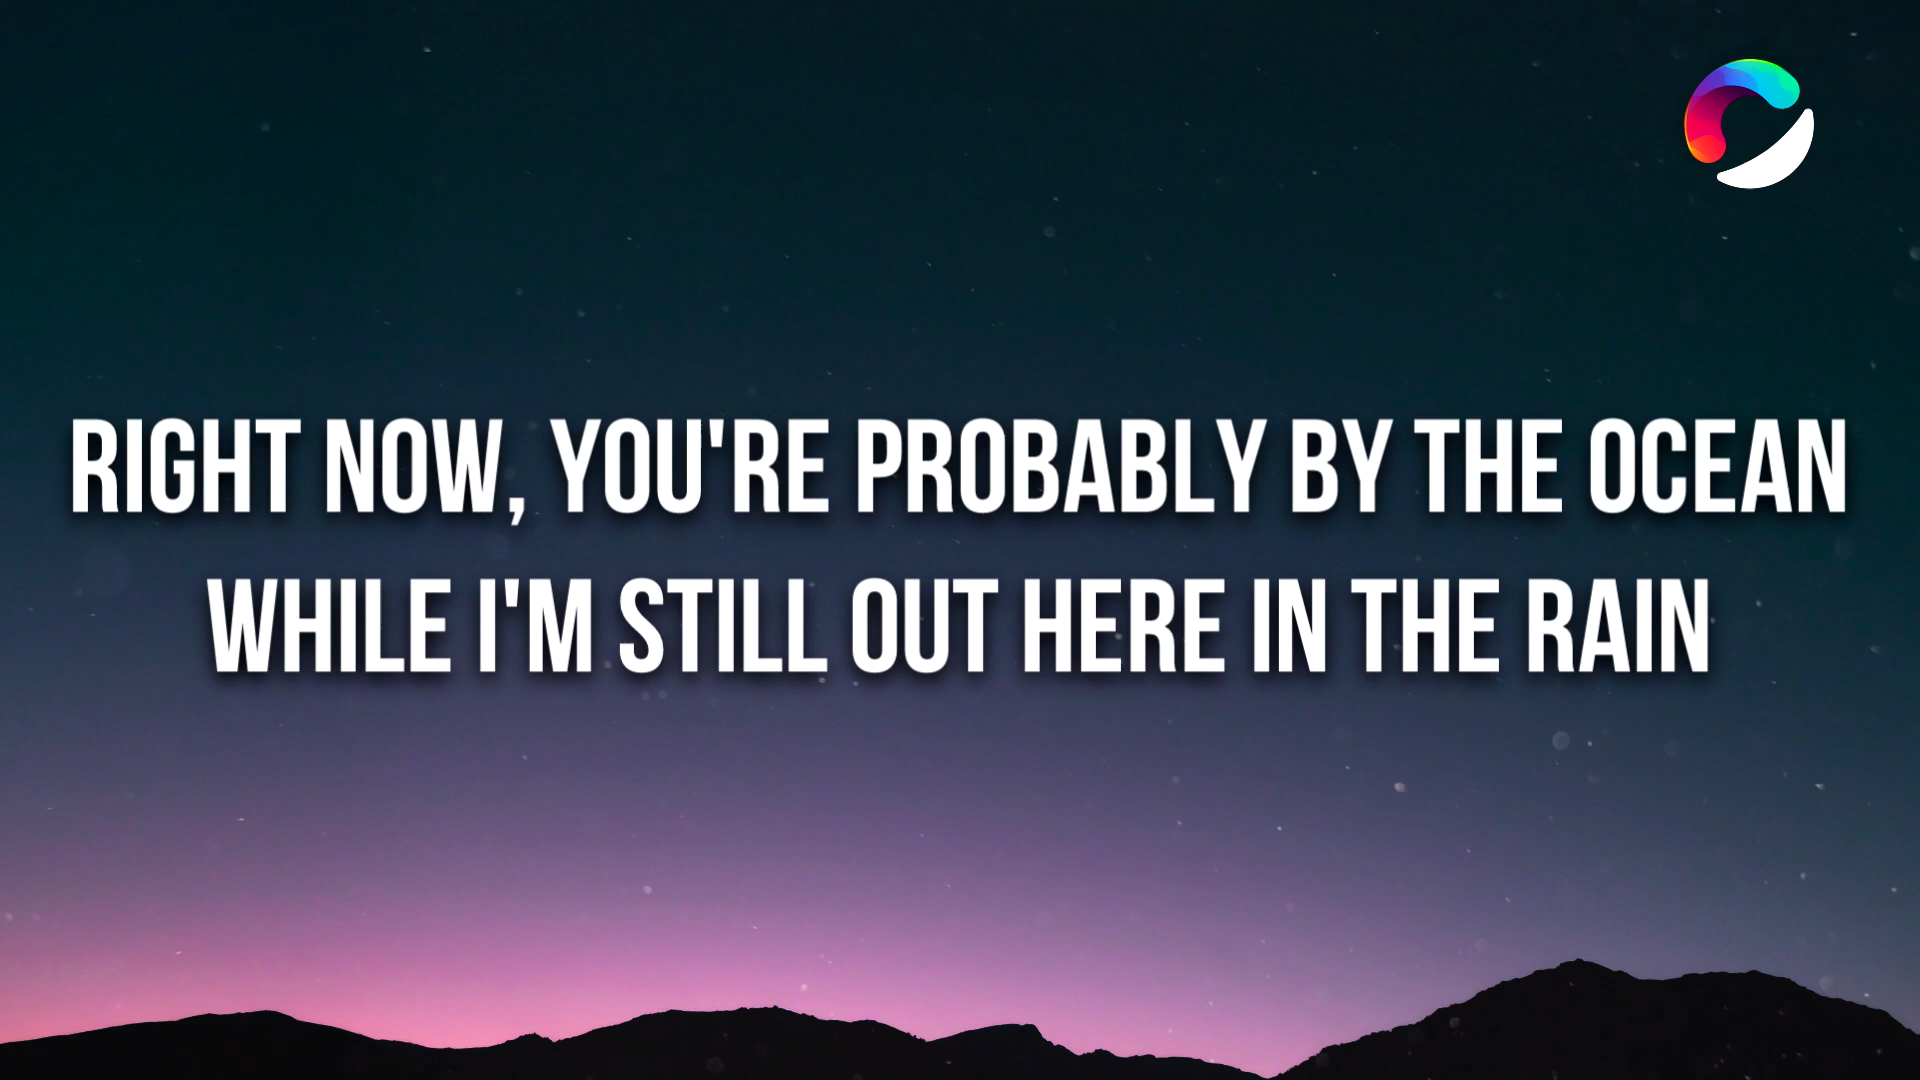 RIGHT NOW, YOU'RE PROBABLY BY THE OCEAN
WHILE I'M STILL OUT HERE IN THE RAIN